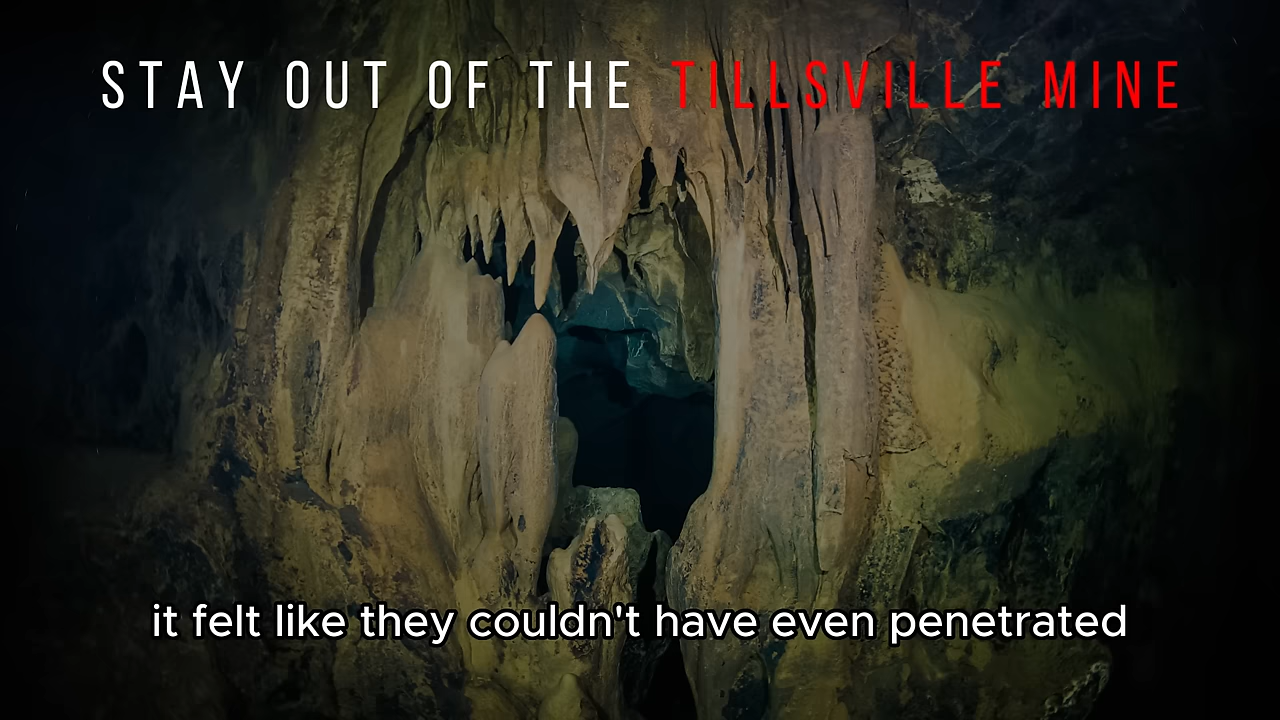 STAY OUT OF THE TILLSVILLE MINE
it felt like they couldn't have even penetrated